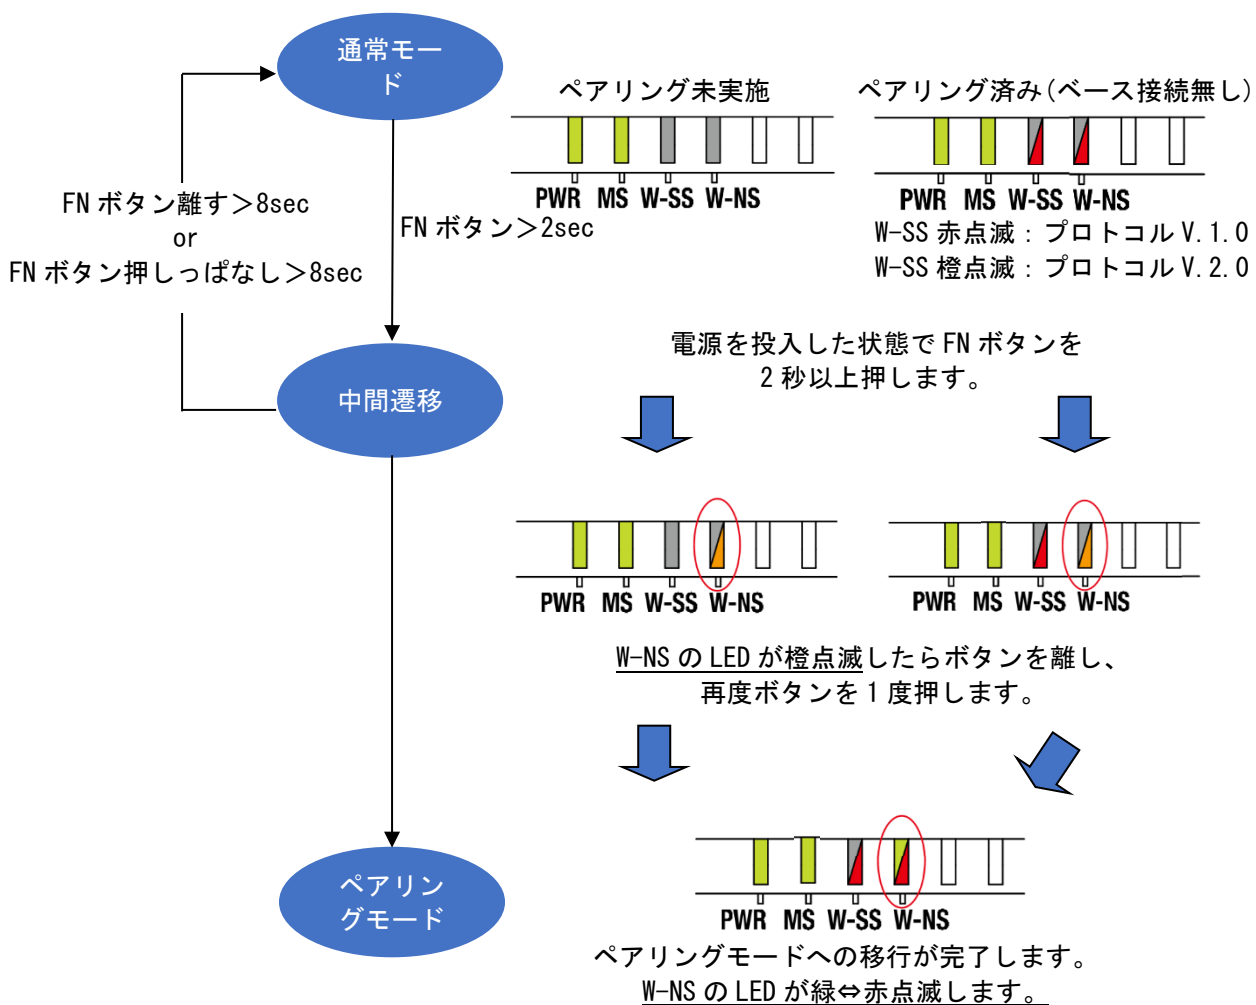 通常モー
ド
ペアリング未実施
ペアリング済み(ベース接続無し)
PWR MS W-SS W-NS
PWR MS W-SS W-NS
W-SS 赤点滅：プロトコル V.1.0
W-SS 橙点滅：プロトコル V.2.0
FN ボタン離す＞8sec
or
FN ボタン押しっぱなし＞8sec
FN ボタン＞2sec
電源を投入した状態で FN ボタンを
2 秒以上押します。
中間遷移
PWR MS W-SS W-NS
PWR MS W-SS W-NS
W-NS の LED が橙点滅したらボタンを離し、
再度ボタンを 1 度押します。
ペアリン
グモード
PWR MS W-SS W-NS
ペアリングモードへの移行が完了します。
W-NS の LED が緑⇔赤点滅します。